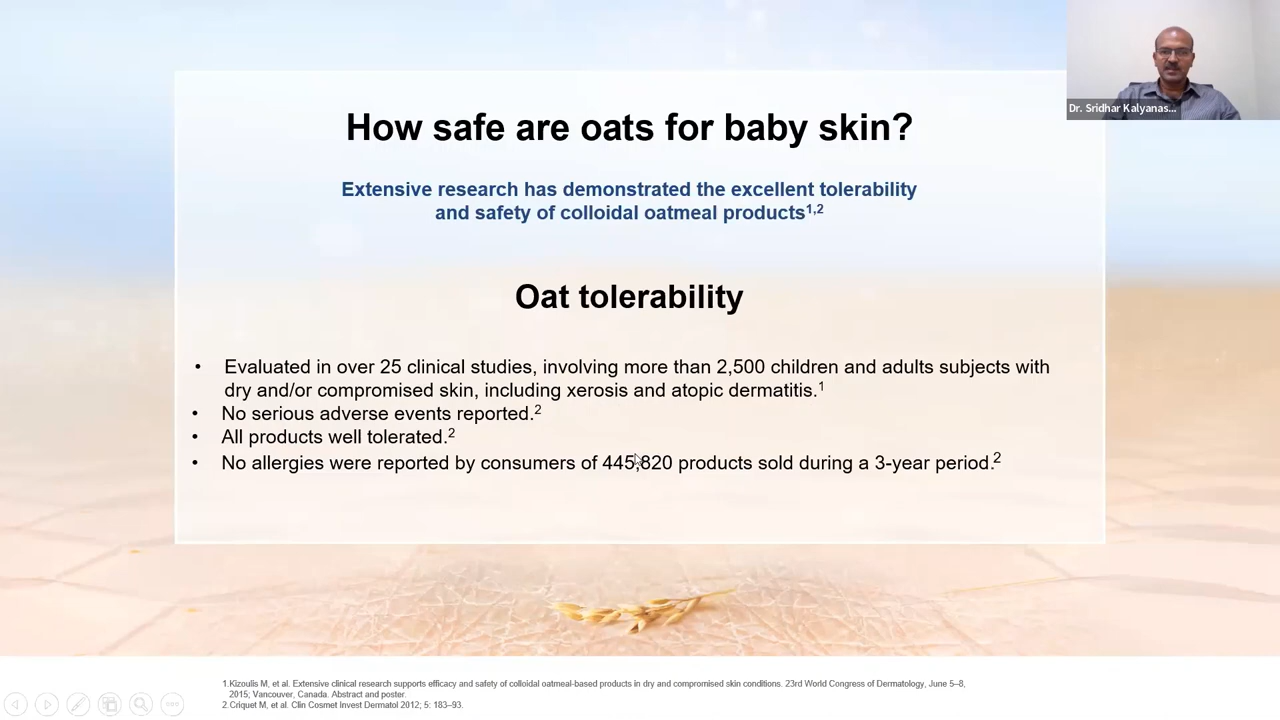 Dr. Sridhar Kalyanas...
How safe are oats for baby skin?
Extensive research has demonstrated the excellent tolerability
and safety of colloidal oatmeal products1,2
Oat tolerability
• Evaluated in over 25 clinical studies, involving more than 2,500 children and adults subjects with
dry and/or compromised skin, including xerosis and atopic dermatitis.1
• No serious adverse events reported.2
• All products well tolerated.2
• No allergies were reported by consumers of 445,820 products sold during a 3-year period.2
1.Kizoulis M, et al. Extensive clinical research supports efficacy and safety of colloidal oatmeal-based products in dry and compromised skin conditions. 23rd World Congress of Dermatology, June 5–8,
2015; Vancouver, Canada. Abstract and poster.
2.Criquet M, et al. Clin Cosmet Invest Dermatol 2012; 5: 183–93.